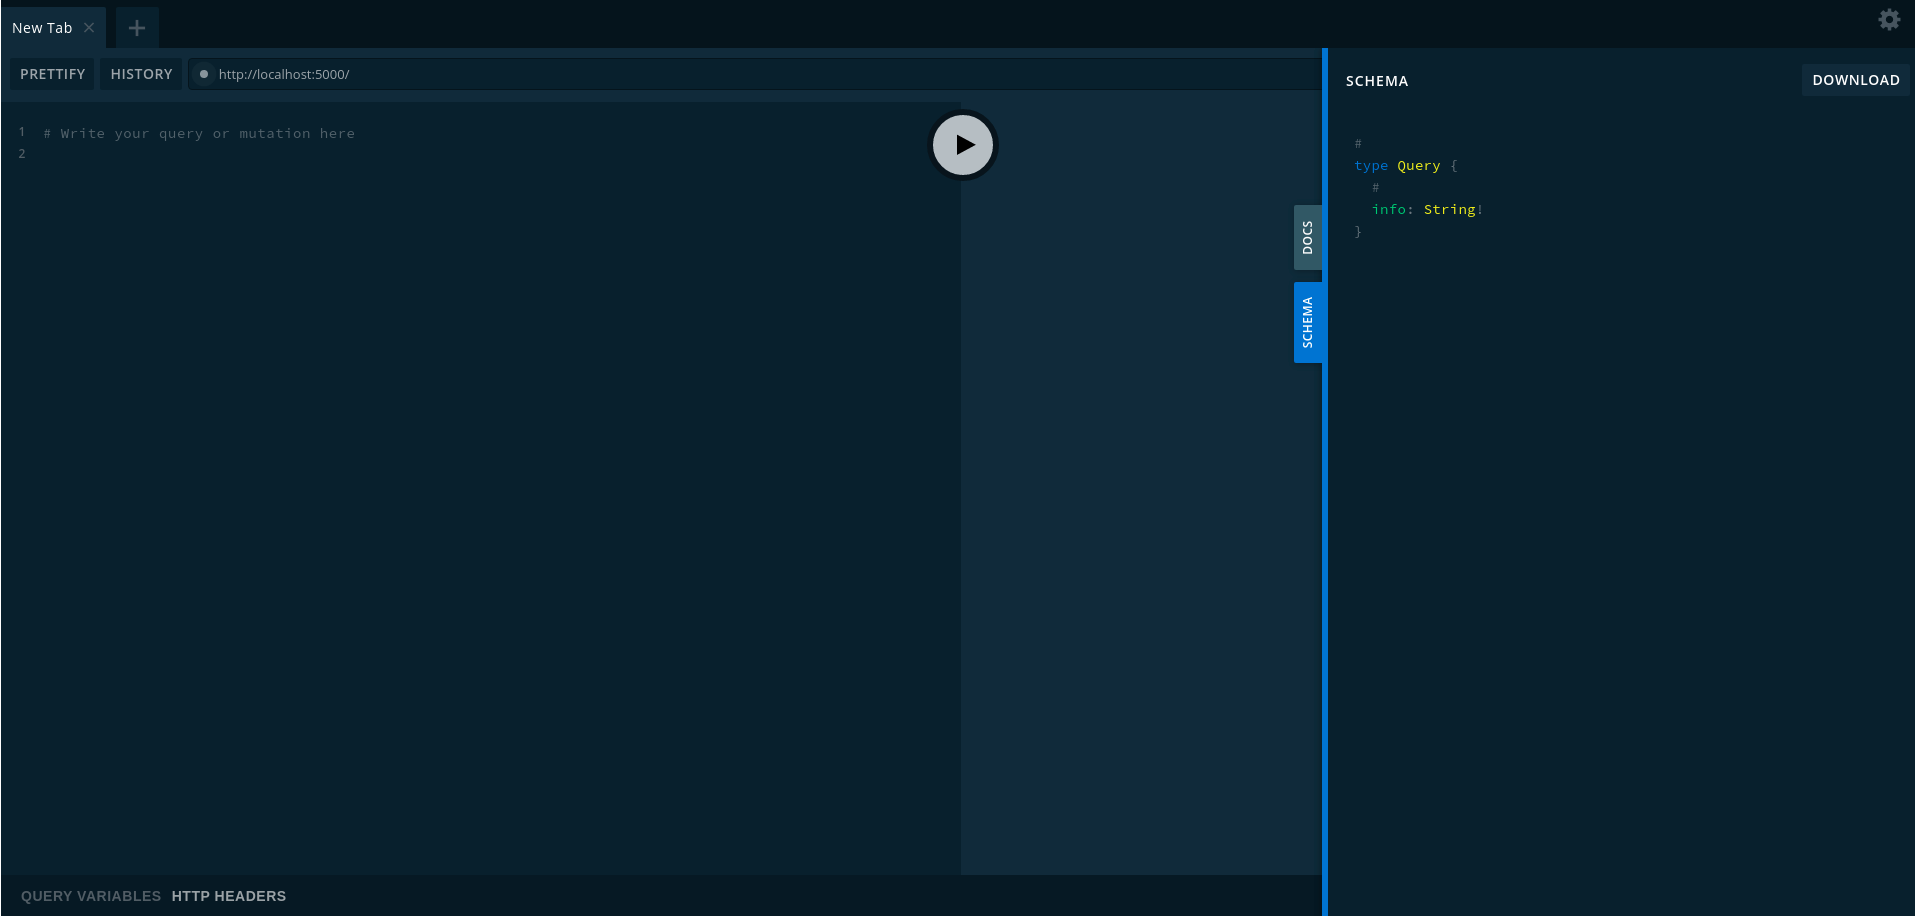 New Tab
PRETTIFY HISTORY http://localhost:5000/
1 # Write your query or mutation here
2
DOCS
SCHEMA
SCHEMA DOWNLOAD
#
type Query {
  #
  info: String!
}
QUERY VARIABLES HTTP HEADERS